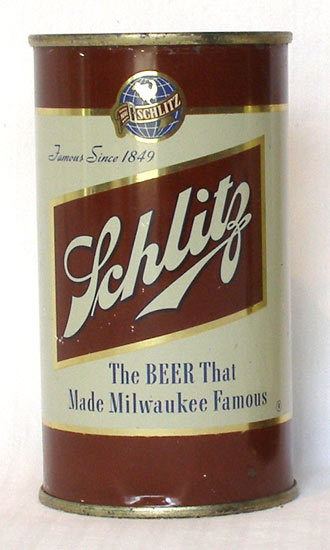 SCHLITZ
Famous Since 1849
Schlitz
The BEER That
Made Milwaukee Famous ®